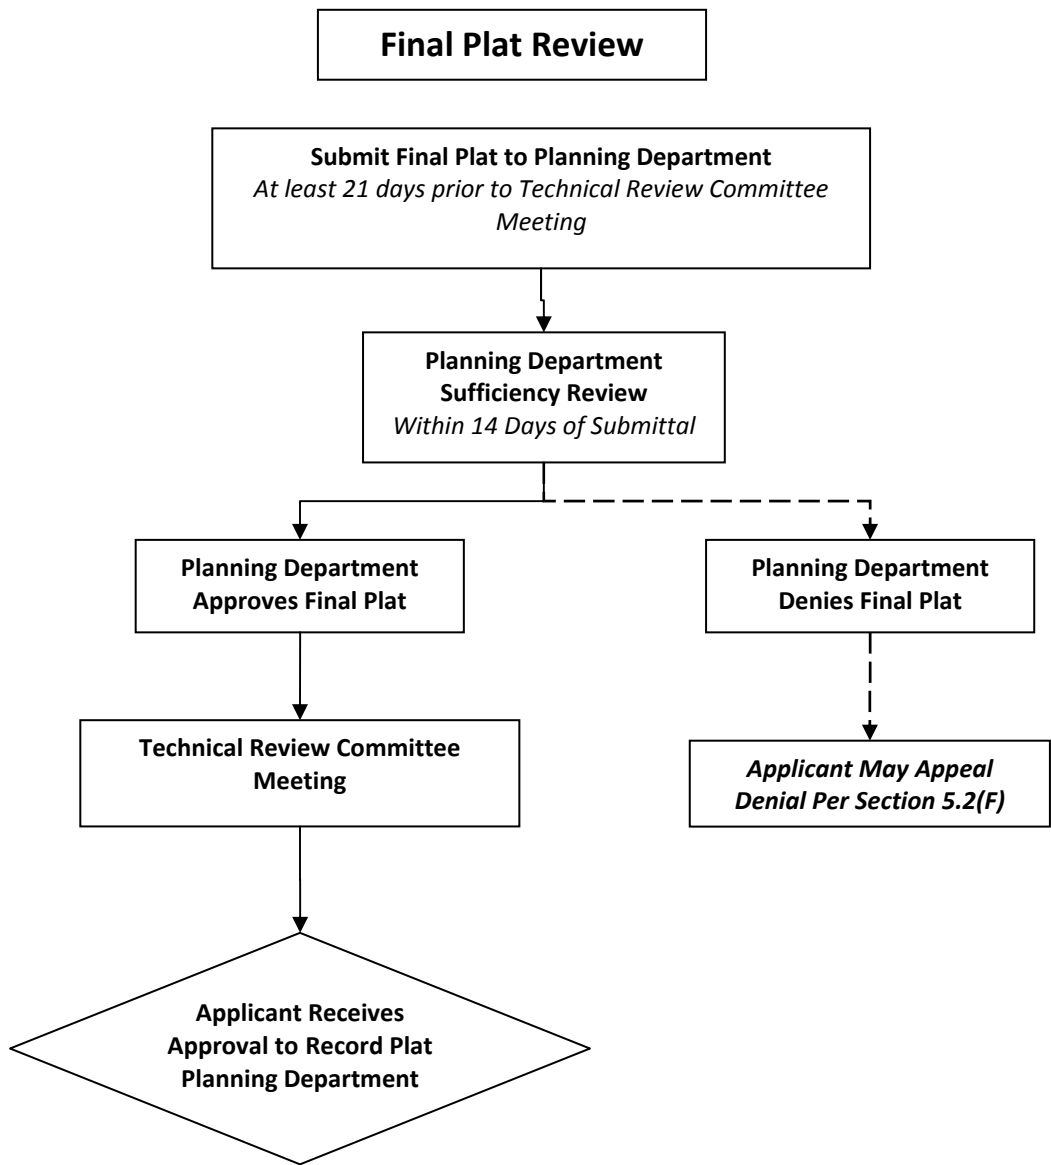 Final Plat Review
Submit Final Plat to Planning Department
At least 21 days prior to Technical Review Committee
Meeting
Planning Department
Sufficiency Review
Within 14 Days of Submittal
Planning Department
Approves Final Plat
Planning Department
Denies Final Plat
Technical Review Committee
Meeting
Applicant May Appeal
Denial Per Section 5.2(F)
Applicant Receives
Approval to Record Plat
Planning Department